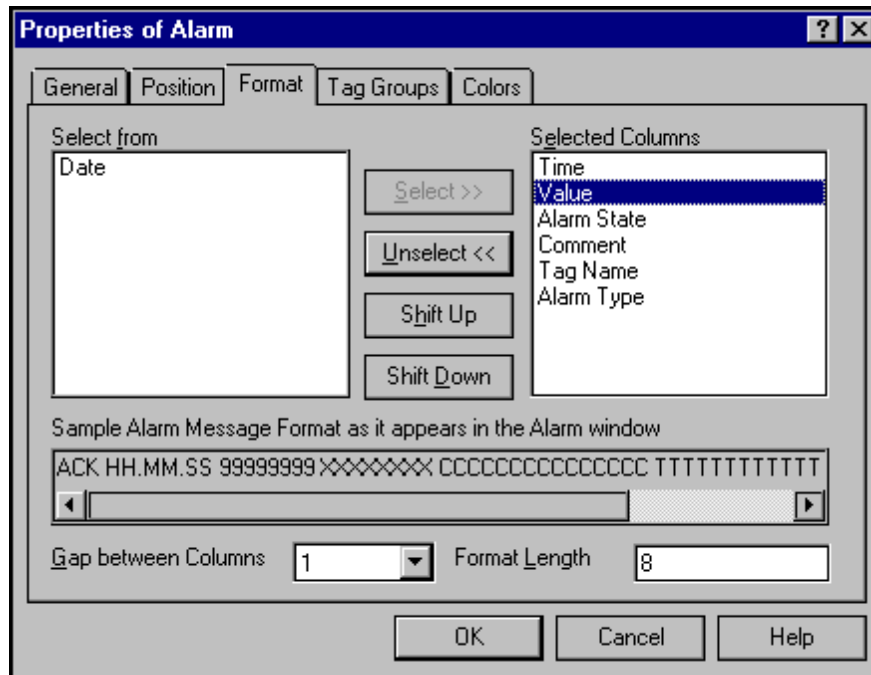 Properties of Alarm
General Position Format Tag Groups Colors
Select from
Date
Select >>
Unselect <<
Shift Up
Shift Down
Selected Columns
Time
Value
Alarm State
Comment
Tag Name
Alarm Type
Sample Alarm Message Format as it appears in the Alarm window
ACK HH.MM.SS 99999999 XXXXXXXX CCCCCCCCCCCCCCCC TTTTTTTTTTTT
Gap between Columns 1 Format Length 8
OK Cancel Help